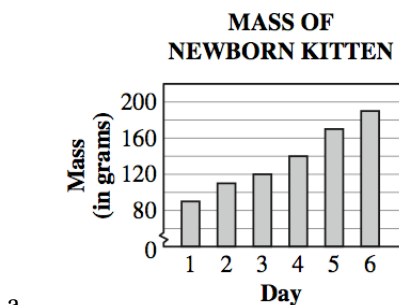 MASS OF
NEWBORN KITTEN
Mass
(in grams)
200
160
120
80
0
1 2 3 4 5 6
Day
a